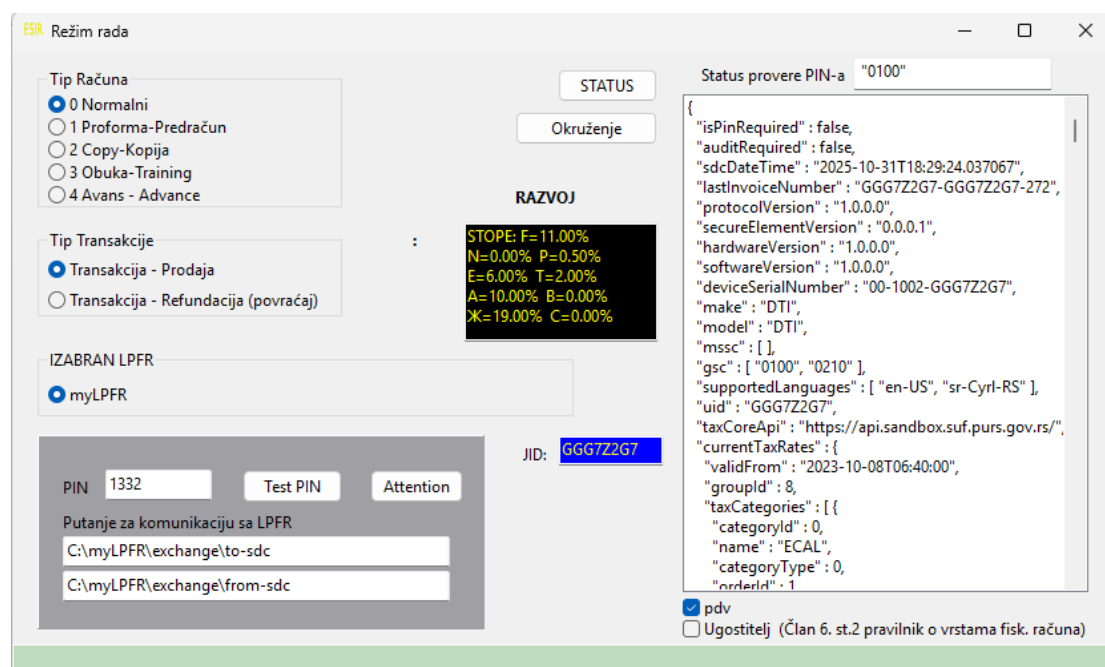 ESIR Režim rada
Tip Računa
0 Normalni
1 Proforma-Predračun
2 Copy-Kopija
3 Obuka-Training
4 Avans - Advance
STATUS
Okruženje
RAZVOJ
Tip Transakcije
Transakcija - Prodaja
Transakcija - Refundacija (povraćaj)
:
STOPE: F=11.00%
N=0.00% P=0.50%
E=6.00% T=2.00%
A=10.00% B=0.00%
Ж=19.00% C=0.00%
IZABRAN LPFR
myLPFR
JID: GGG7Z2G7
PIN 1332 Test PIN Attention
Putanje za komunikaciju sa LPFR
C:\myLPFR\exchange\to-sdc
C:\myLPFR\exchange\from-sdc
Status provere PIN-a "0100"
{
"isPinRequired" : false,
"auditRequired" : false,
"sdcDateTime" : "2025-10-31T18:29:24.037067",
"lastInvoiceNumber" : "GGG7Z2G7-GGG7Z2G7-272",
"protocolVersion" : "1.0.0.0",
"secureElementVersion" : "0.0.0.1",
"hardwareVersion" : "1.0.0.0",
"softwareVersion" : "1.0.0.0",
"deviceSerialNumber" : "00-1002-GGG7Z2G7",
"make" : "DTI",
"model" : "DTI",
"mssc" : [ ],
"gsc" : [ "0100", "0210" ],
"supportedLanguages" : [ "en-US", "sr-Cyrl-RS" ],
"uid" : "GGG7Z2G7",
"taxCoreApi" : "https://api.sandbox.suf.purs.gov.rs/",
"currentTaxRates" : {
"validFrom" : "2023-10-08T06:40:00",
"groupId" : 8,
"taxCategories" : [ {
"categoryId" : 0,
"name" : "ECAL",
"categoryType" : 0,
"orderId" : 1
pdv
Ugostitelj (Član 6. st.2 pravilnik o vrstama fisk. računa)